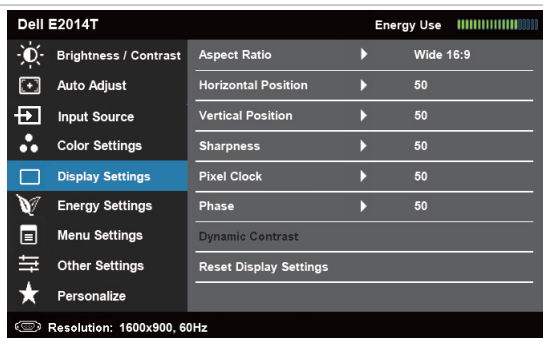 Dell E2014T Energy Use
Brightness / Contrast
Auto Adjust
Input Source
Color Settings
Display Settings
Energy Settings
Menu Settings
Other Settings
Personalize
Aspect Ratio Wide 16:9
Horizontal Position 50
Vertical Position 50
Sharpness 50
Pixel Clock 50
Phase 50
Dynamic Contrast
Reset Display Settings
Resolution: 1600x900, 60Hz